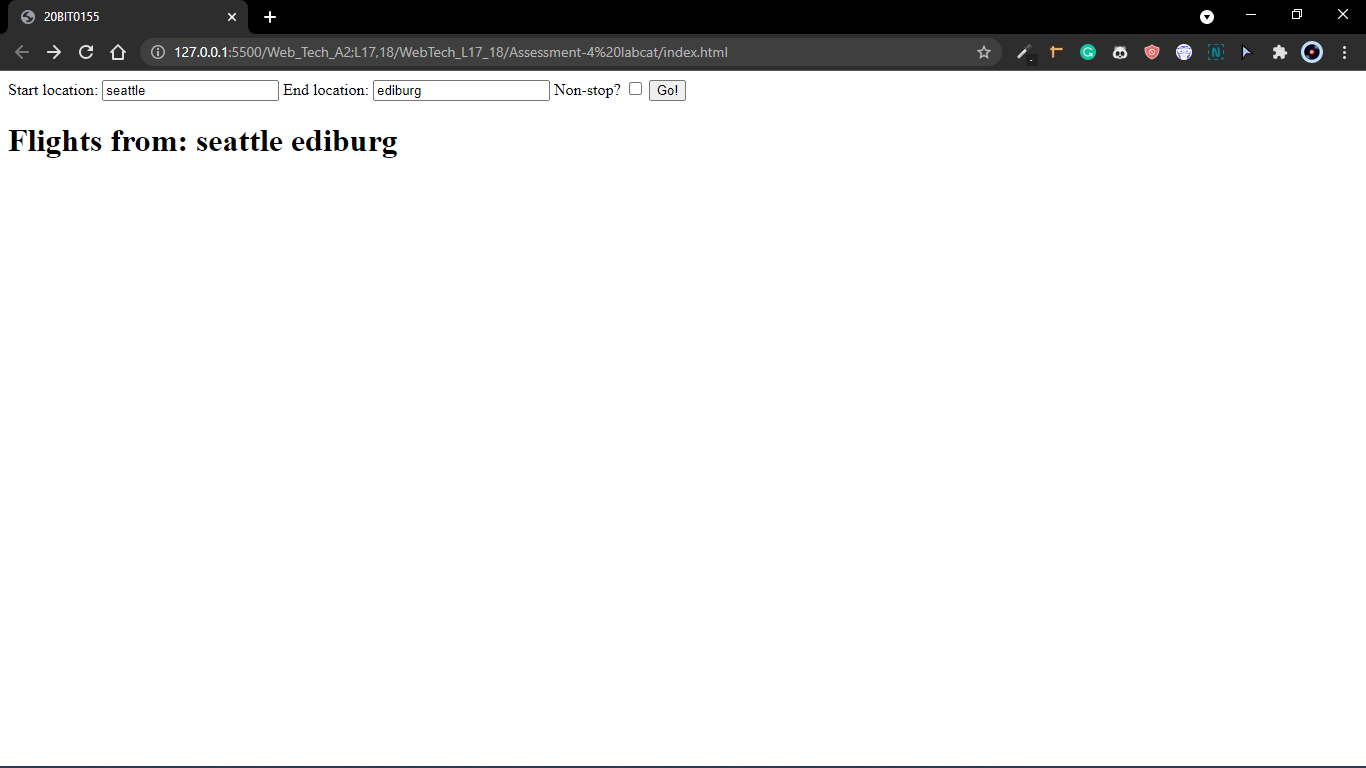 20BIT0155
127.0.0.1:5500/Web_Tech_A2;L17,18/WebTech_L17_18/Assessment-4%20labcat/index.html
Start location: seattle End location: ediburg Non-stop? Go!
Flights from: seattle ediburg